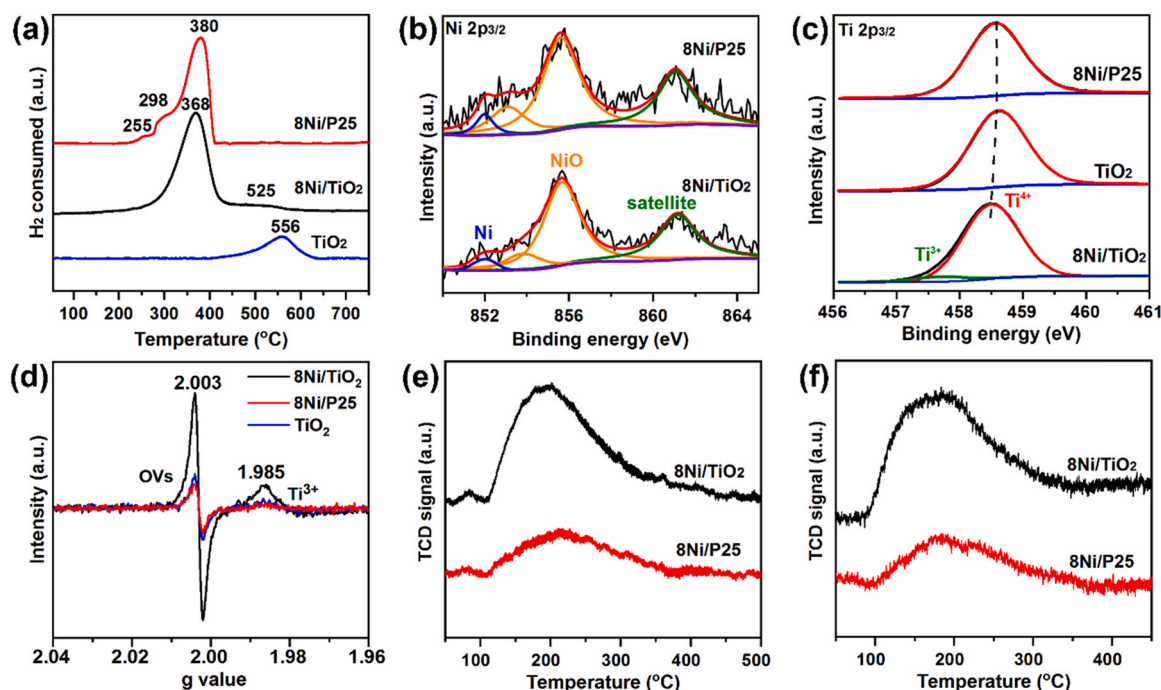 (a)
380
298
368
255
8Ni/P25
525
8Ni/TiO₂
556
TiO₂
H₂ consumed (a.u.)
100 200 300 400 500 600 700
Temperature (°C)
(b)
Ni 2p3/2
8Ni/P25
NiO
8Ni/TiO₂
satellite
Ni
Intensity (a.u.)
852 856 860 864
Binding energy (eV)
(c)
Ti 2p3/2
8Ni/P25
TiO₂
Ti⁴⁺
Ti³⁺
8Ni/TiO₂
Intensity (a.u.)
456 457 458 459 460 461
Binding energy (eV)
(d)
2.003
8Ni/TiO₂
8Ni/P25
TiO₂
OVs
1.985
Ti³⁺
Intensity (a.u.)
2.04 2.02 2.00 1.98 1.96
g value
(e)
8Ni/TiO₂
8Ni/P25
TCD signal (a.u.)
100 200 300 400 500
Temperature (°C)
(f)
8Ni/TiO₂
8Ni/P25
TCD signal (a.u.)
100 200 300 400
Temperature (°C)